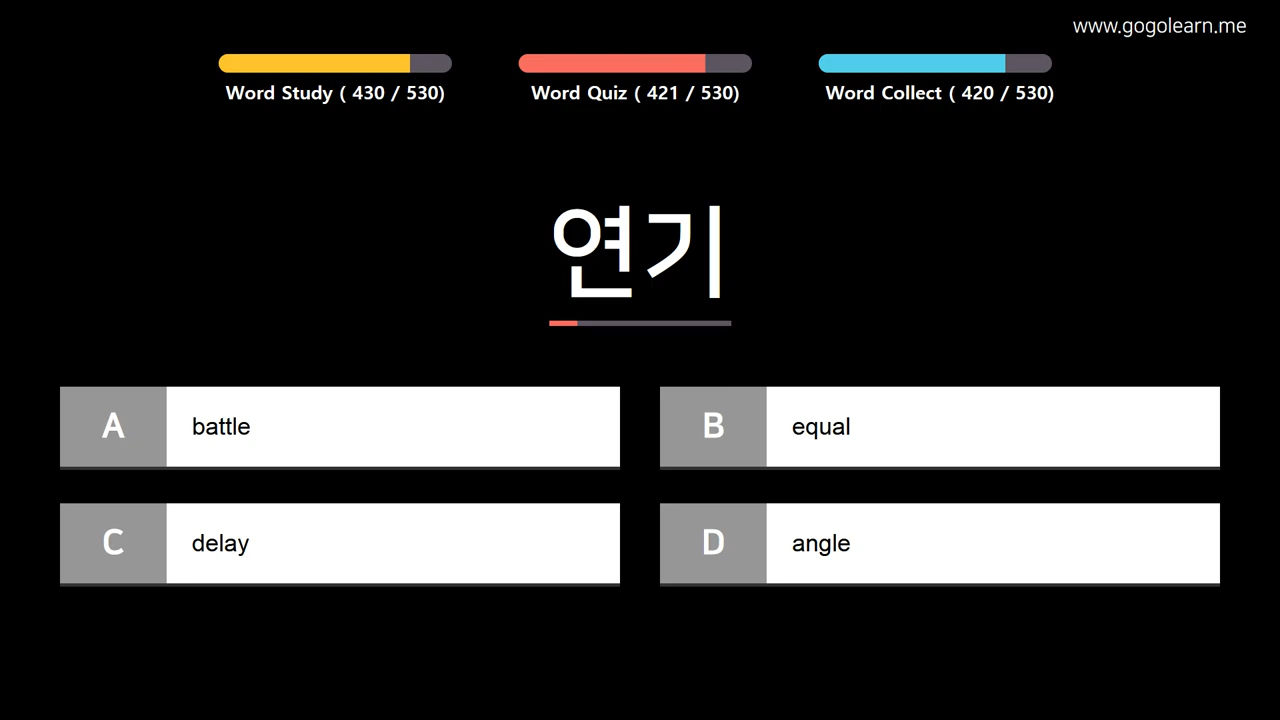 www.gogolearn.me
Word Study ( 430 / 530)
Word Quiz ( 421 / 530)
Word Collect ( 420 / 530)
연기
A battle
B equal
C delay
D angle